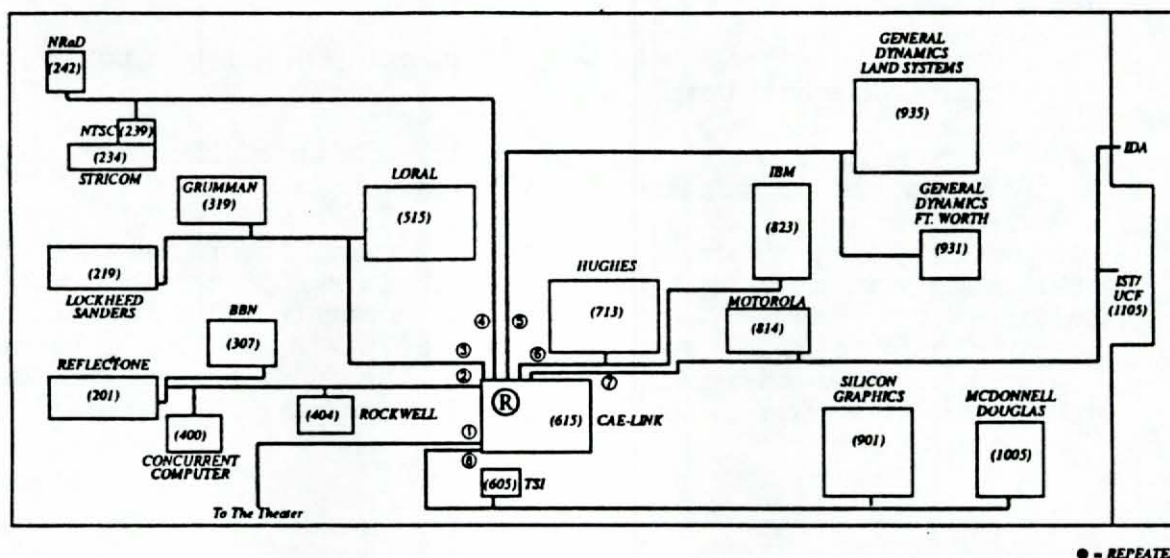 NRaD
(242)
NTSC (239)
(234)
STRICOM
GRUMMAN
(319)
LORAL
(515)
(219)
LOCKHEED
SANDERS
BBN
(307)
REFLECTONE
(201)
(400)
CONCURRENT
COMPUTER
(404)
ROCKWELL
To The Theater
1
2
3
4
5
6
7
8
R
(615)
CAE-LINK
(605) TSI
HUGHES
(713)
IBM
(823)
MOTOROLA
(814)
GENERAL
DYNAMICS
LAND SYSTEMS
(935)
GENERAL
DYNAMICS
FT. WORTH
(931)
SILICON
GRAPHICS
(901)
MCDONNELL
DOUGLAS
(1005)
IDA
IST/
UCF
(1105)
= REPEATE